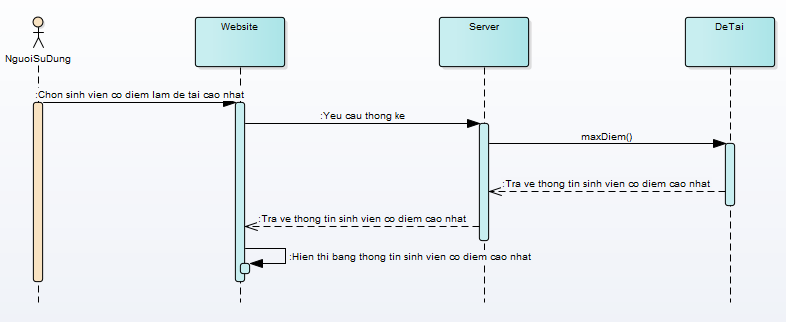 Website
Server
DeTai
NguoiSuDung
:Chon sinh vien co diem lam de tai cao nhat
:Yeu cau thong ke
maxDiem()
:Tra ve thong tin sinh vien co diem cao nhat
:Tra ve thong tin sinh vien co diem cao nhat
:Hien thi bang thong tin sinh vien co diem cao nhat